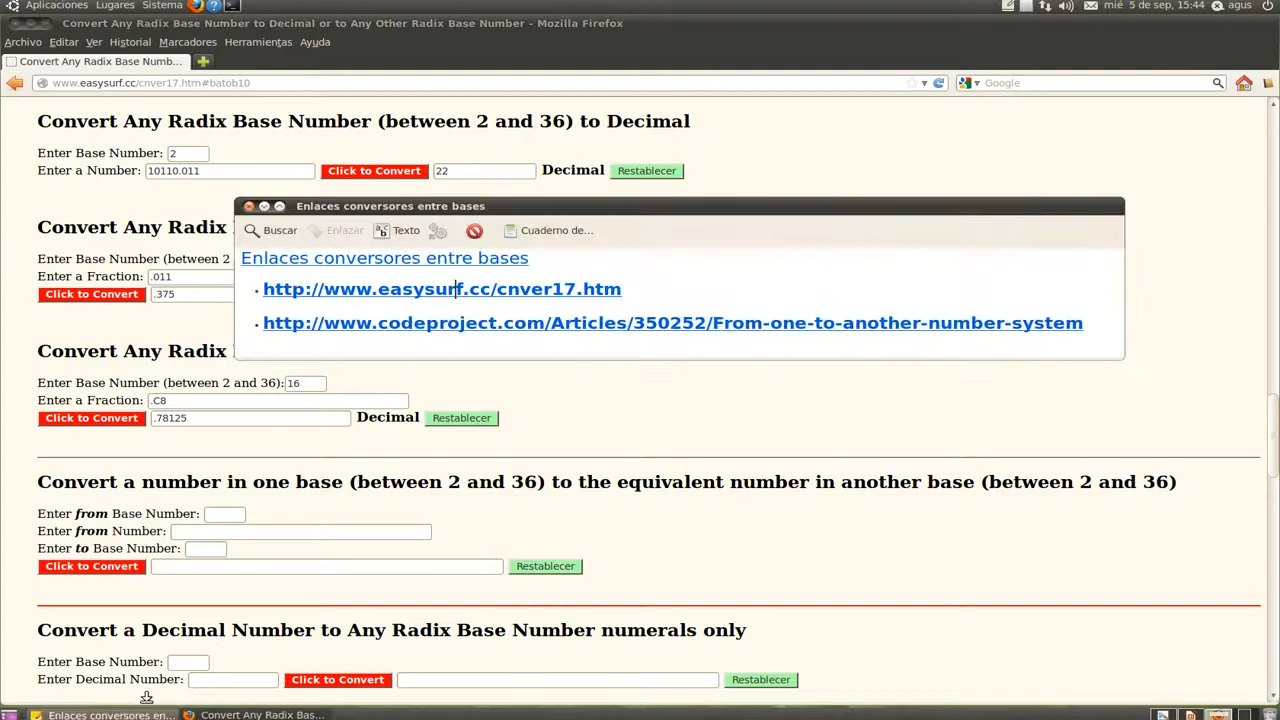 Aplicaciones Lugares Sistema mié 5 de sep, 15:44 agus
Convert Any Radix Base Number to Decimal or to Any Other Radix Base Number - Mozilla Firefox
Archivo Editar Ver Historial Marcadores Herramientas Ayuda
Convert Any Radix Base Numb...
www.easysurf.cc/cnver17.htm#batob10 Google
Convert Any Radix Base Number (between 2 and 36) to Decimal
Enter Base Number: 2
Enter a Number: 10110.011 Click to Convert 22 Decimal Restablecer
Convert Any Radix
Enter Base Number (between 2
Enter a Fraction: .011
Click to Convert .375
Enlaces conversores entre bases
Buscar Enlazar Texto Cuaderno de...
Enlaces conversores entre bases
• http://www.easysurf.cc/cnver17.htm
• http://www.codeproject.com/Articles/350252/From-one-to-another-number-system
Convert Any Radix
Enter Base Number (between 2 and 36): 16
Enter a Fraction: .C8
Click to Convert .78125 Decimal Restablecer
Convert a number in one base (between 2 and 36) to the equivalent number in another base (between 2 and 36)
Enter from Base Number:
Enter from Number:
Enter to Base Number:
Click to Convert Restablecer
Convert a Decimal Number to Any Radix Base Number numerals only
Enter Base Number:
Enter Decimal Number: Click to Convert Restablecer
Enlaces conversores en... Convert Any Radix Bas...